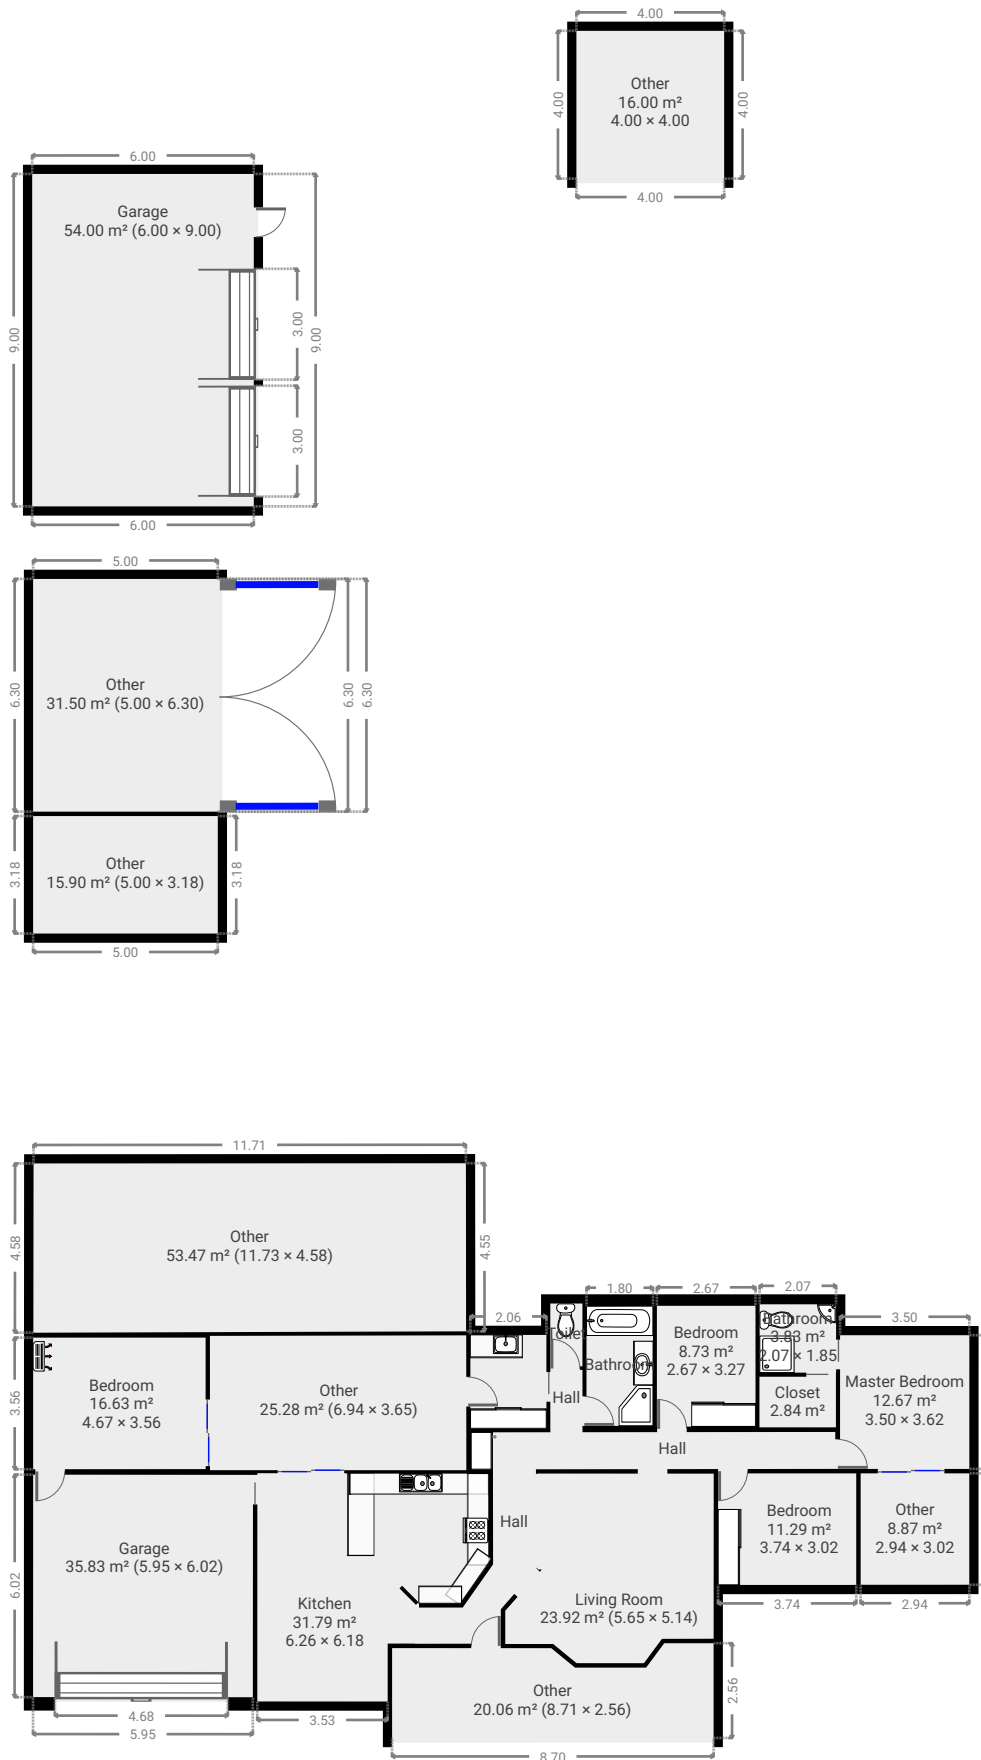 4.00
Other
16.00 m²
4.00 × 4.00
4.00
4.00
4.00
6.00
Garage
54.00 m² (6.00 × 9.00)
9.00
3.00
9.00
3.00
6.00
5.00
Other
31.50 m² (5.00 × 6.30)
6.30
6.30
6.30
Other
15.90 m² (5.00 × 3.18)
3.18
3.18
5.00
11.71
Other
53.47 m² (11.73 × 4.58)
4.58
4.55
2.06
1.80
2.67
2.07
3.50
Toilet
Bathroom
Hall
Bedroom
8.73 m²
2.67 × 3.27
Bathroom
3.83 m²
2.07 × 1.85
Closet
2.84 m²
Master Bedroom
12.67 m²
3.50 × 3.62
3.56
Bedroom
16.63 m²
4.67 × 3.56
Other
25.28 m² (6.94 × 3.65)
Hall
Hall
Bedroom
11.29 m²
3.74 × 3.02
Other
8.87 m²
2.94 × 3.02
6.02
Garage
35.83 m² (5.95 × 6.02)
Kitchen
31.79 m²
6.26 × 6.18
Living Room
23.92 m² (5.65 × 5.14)
3.74
2.94
Other
20.06 m² (8.71 × 2.56)
2.56
4.68
5.95
3.53
8.70